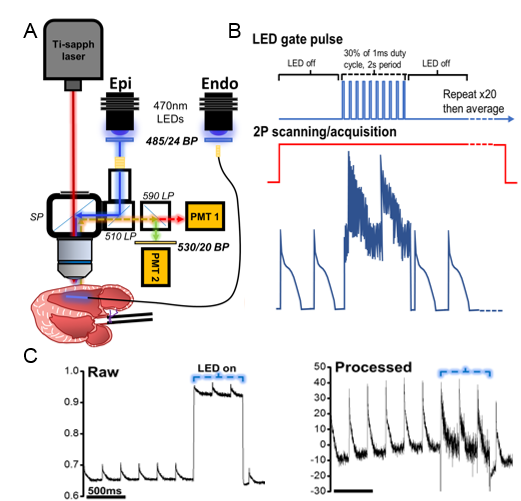 A
Ti-sapph
laser
Epi
Endo
470nm
LEDs
485/24 BP
SP
510 LP
590 LP
PMT 1
530/20 BP
PMT 2
B
LED gate pulse
30% of 1ms duty
cycle, 2s period
LED off
LED off
Repeat x20
then average
2P scanning/acquisition
C
Raw
LED on
1.0
0.9
0.8
0.7
0.6
500ms
Processed
50
40
30
20
10
0
-10
-20
-30